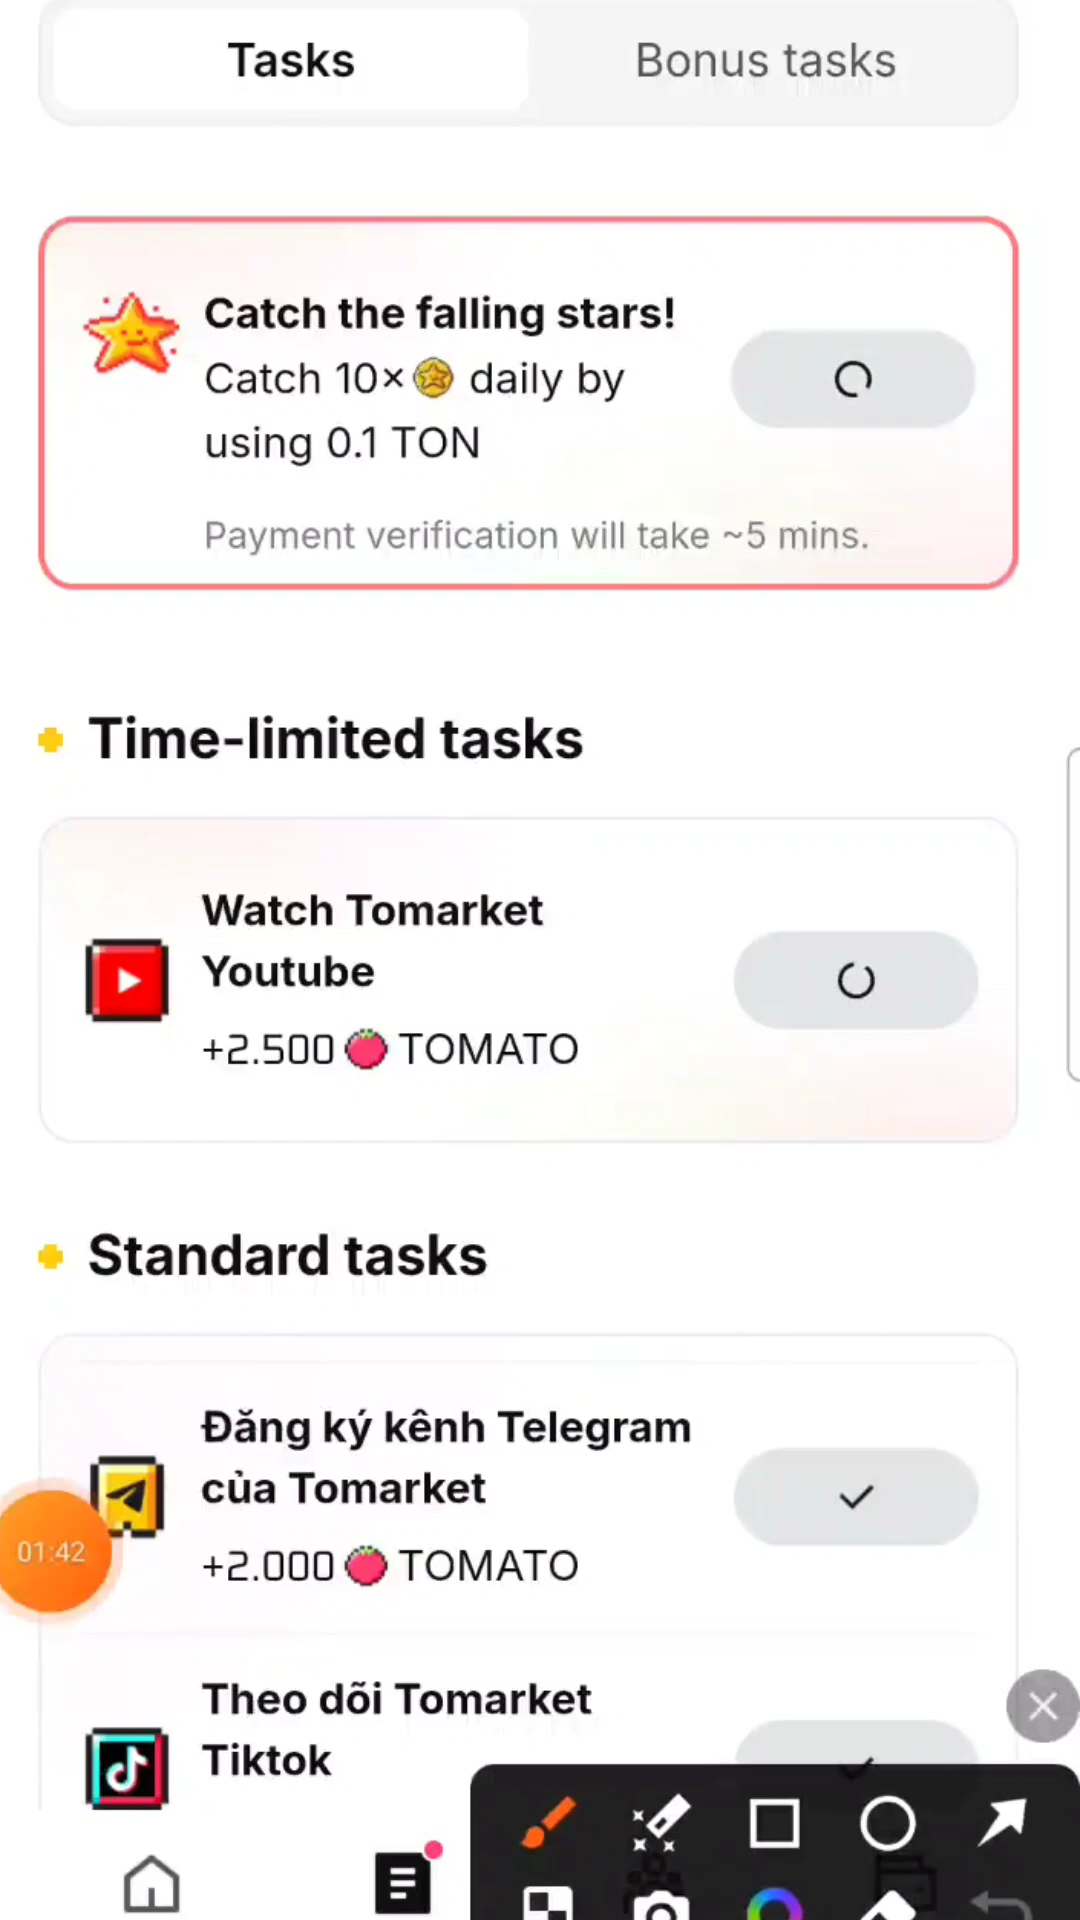 Tasks
Bonus tasks
Catch the falling stars!
Catch 10× daily by
using 0.1 TON
Payment verification will take ~5 mins.
Time-limited tasks
Watch Tomarket
Youtube
+2.500 TOMATO
Standard tasks
Đăng ký kênh Telegram
của Tomarket
+2.000 TOMATO
01:42
Theo dõi Tomarket
Tiktok